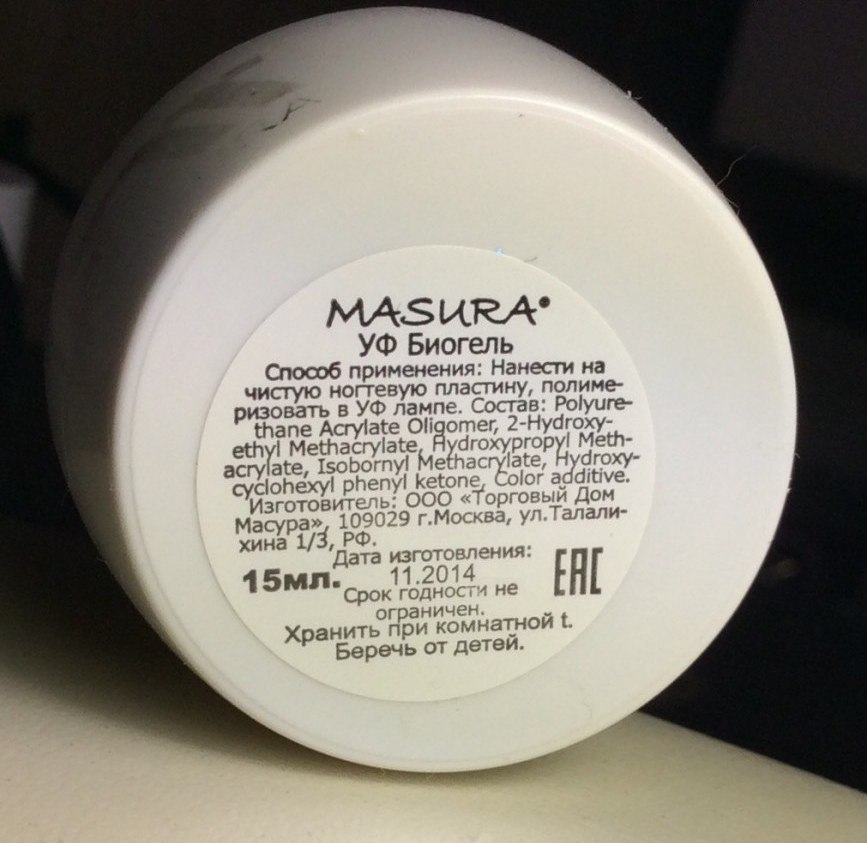 MASURA®
УФ Биогель
Способ применения: Нанести на
чистую ногтевую пластину, полиме-
ризовать в УФ лампе. Состав: Polyure-
thane Acrylate Oligomer, 2-Hydroxy-
ethyl Methacrylate, Hydroxypropyl Meth-
acrylate, Isobornyl Methacrylate, Hydroxy-
cyclohexyl phenyl ketone, Color additive.
Изготовитель: ООО «Торговый Дом
Масура», 109029 г.Москва, ул.Талали-
хина 1/3, РФ.
Дата изготовления:
15мл. 11.2014 EAC
Срок годности не
ограничен.
Хранить при комнатной t.
Беречь от детей.